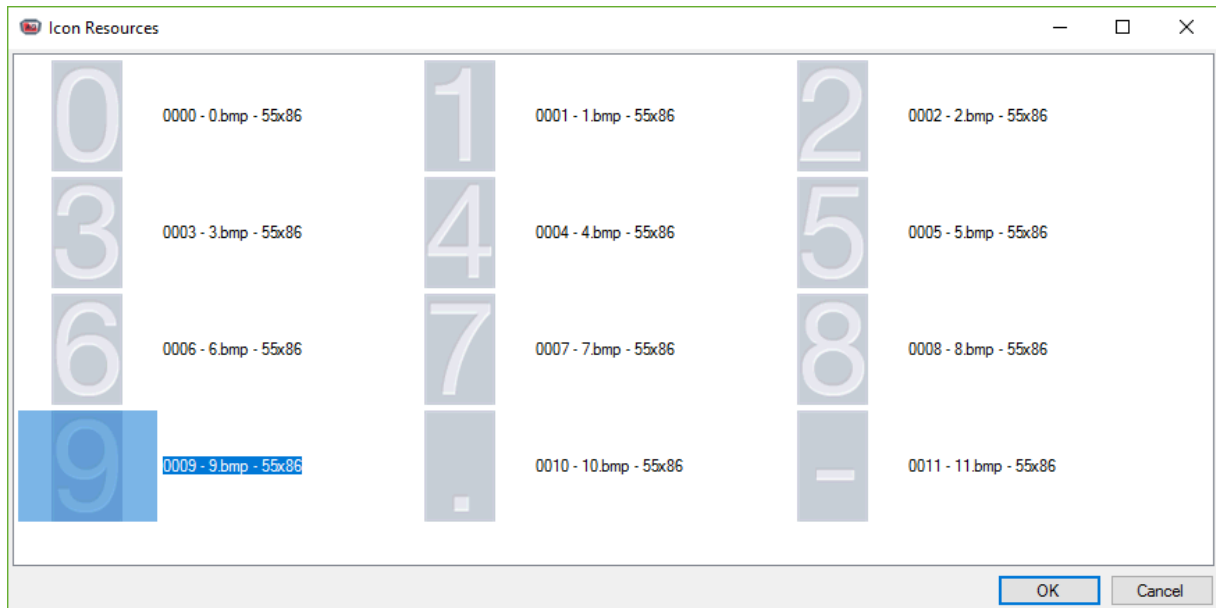 Icon Resources
0 0000 - 0.bmp - 55x86 1 0001 - 1.bmp - 55x86 2 0002 - 2.bmp - 55x86
3 0003 - 3.bmp - 55x86 4 0004 - 4.bmp - 55x86 5 0005 - 5.bmp - 55x86
6 0006 - 6.bmp - 55x86 7 0007 - 7.bmp - 55x86 8 0008 - 8.bmp - 55x86
9 0009 - 9.bmp - 55x86 . 0010 - 10.bmp - 55x86 - 0011 - 11.bmp - 55x86
OK Cancel